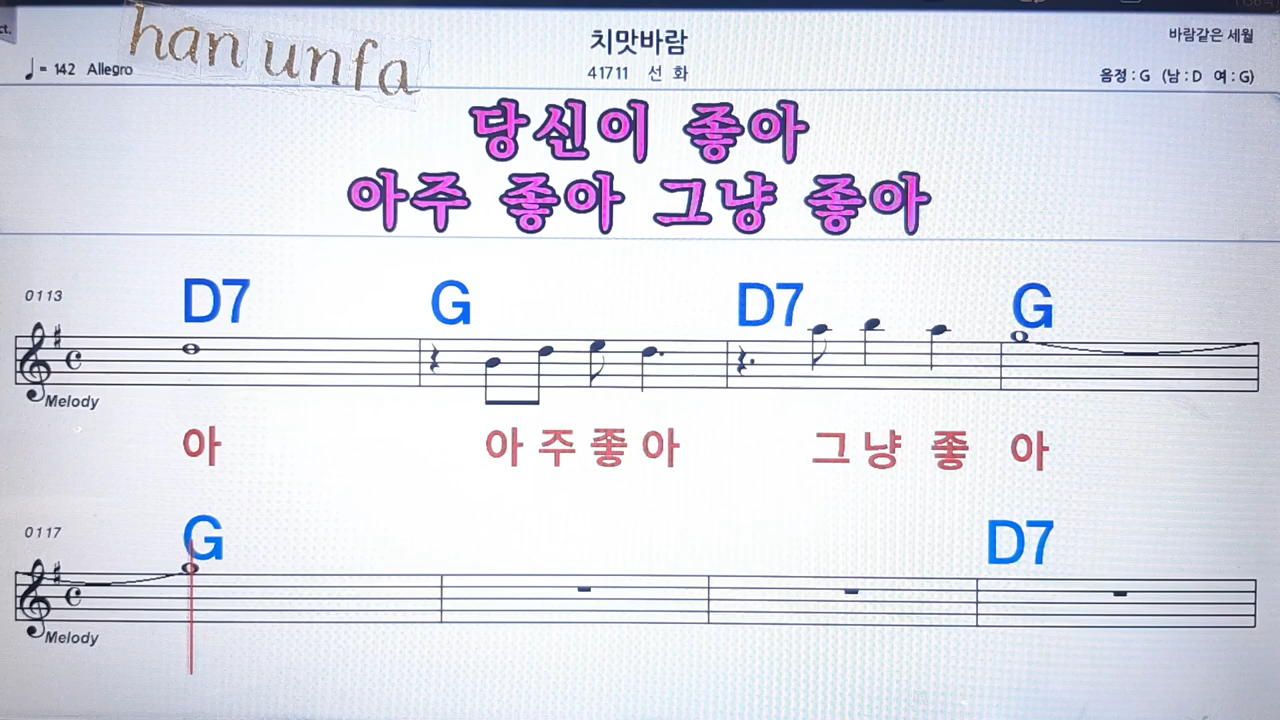 ct.
han unfa
치맛바람
바람같은 세월
♩= 142 Allegro
41711 선 화
음정 : G (남 : D 여 : G)
당신이 좋아
아주 좋아 그냥 좋아
0113
D7 G D7 G
Melody
아 아 주 좋 아 그 냥 좋 아
0117
G D7
Melody